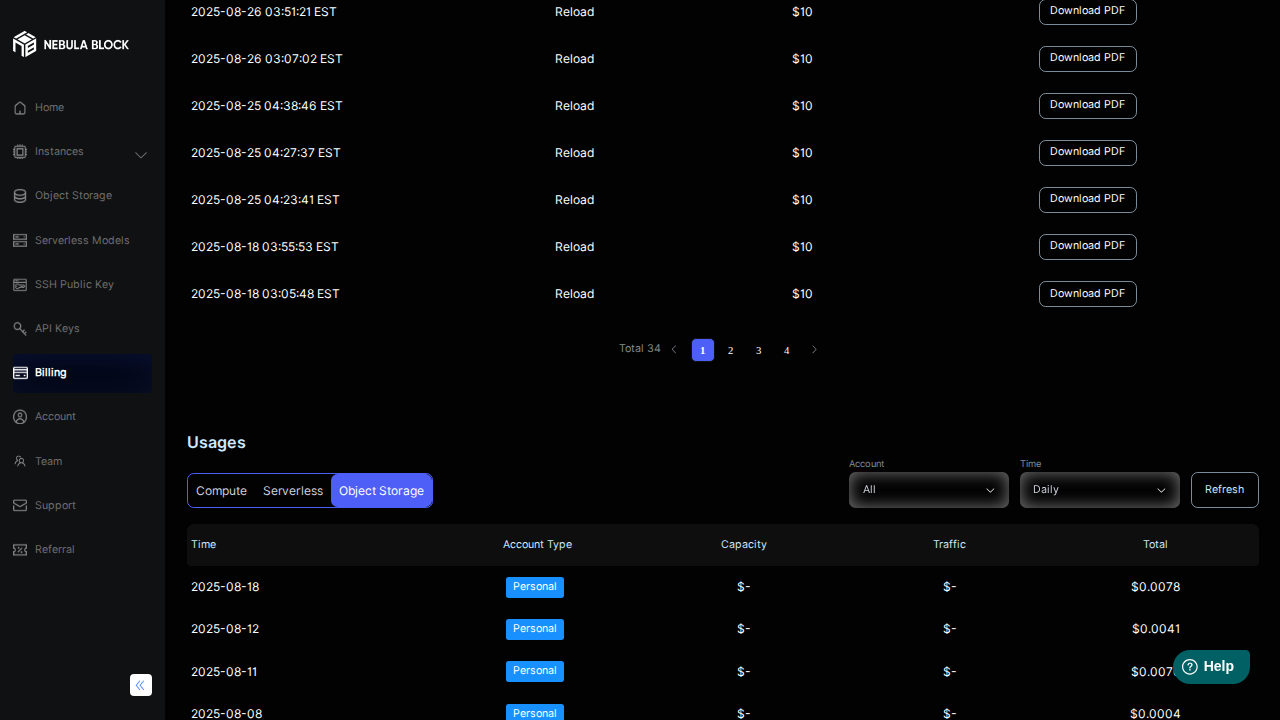 NEBULA BLOCK
Home
Instances
Object Storage
Serverless Models
SSH Public Key
API Keys
Billing
Account
Team
Support
Referral
2025-08-26 03:51:21 EST Reload $10 Download PDF
2025-08-26 03:07:02 EST Reload $10 Download PDF
2025-08-25 04:38:46 EST Reload $10 Download PDF
2025-08-25 04:27:37 EST Reload $10 Download PDF
2025-08-25 04:23:41 EST Reload $10 Download PDF
2025-08-18 03:55:53 EST Reload $10 Download PDF
2025-08-18 03:05:48 EST Reload $10 Download PDF
Total 34 1 2 3 4
Usages
Account Time
Compute Serverless Object Storage All Daily Refresh
Time Account Type Capacity Traffic Total
2025-08-18 Personal $- $- $0.0078
2025-08-12 Personal $- $- $0.0041
2025-08-11 Personal $- $-
Help
2025-08-08 Personal $- $- $0.0004